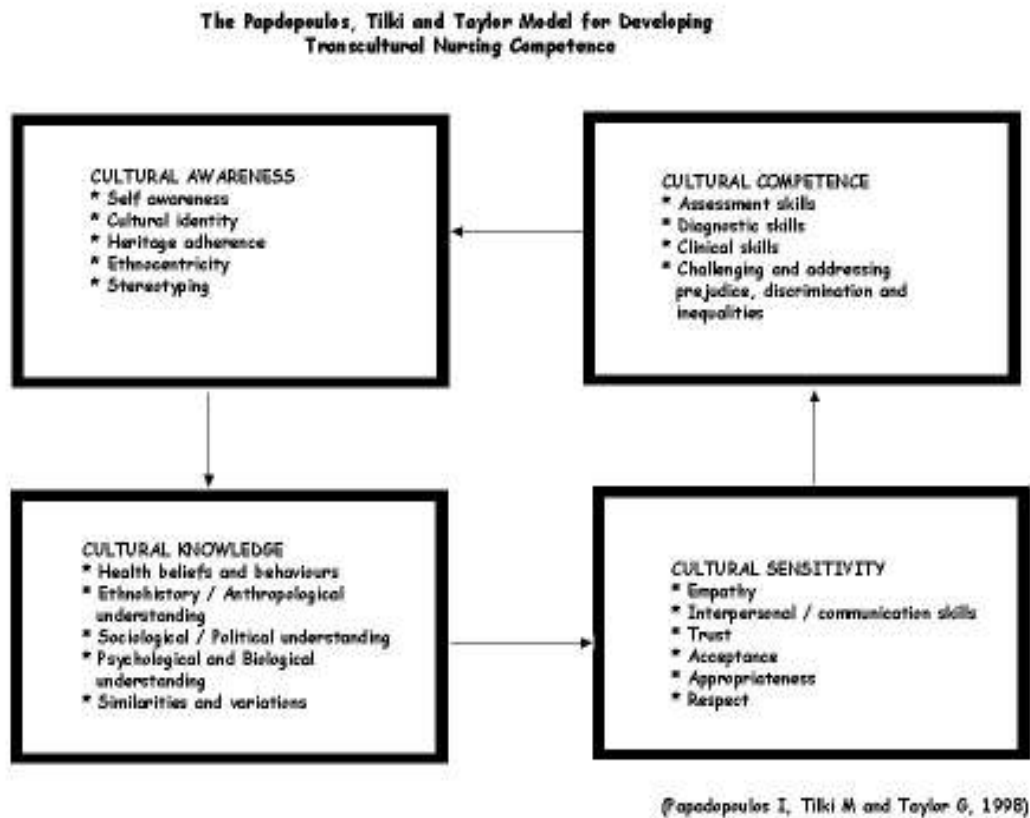 The Papdopoulos, Tilki and Taylor Model for Developing
Transcultural Nursing Competence
CULTURAL AWARENESS
* Self awareness
* Cultural identity
* Heritage adherence
* Ethnocentricity
* Stereotyping
CULTURAL COMPETENCE
* Assessment skills
* Diagnostic skills
* Clinical skills
* Challenging and addressing
prejudice, discrimination and
inequalities
CULTURAL KNOWLEDGE
* Health beliefs and behaviours
* Ethnohistory / Anthropological
understanding
* Sociological / Political understanding
* Psychological and Biological
understanding
* Similarities and variations
CULTURAL SENSITIVITY
* Empathy
* Interpersonal / communication skills
* Trust
* Acceptance
* Appropriateness
* Respect
(Papadopoulos I, Tilki M and Taylor G, 1998)